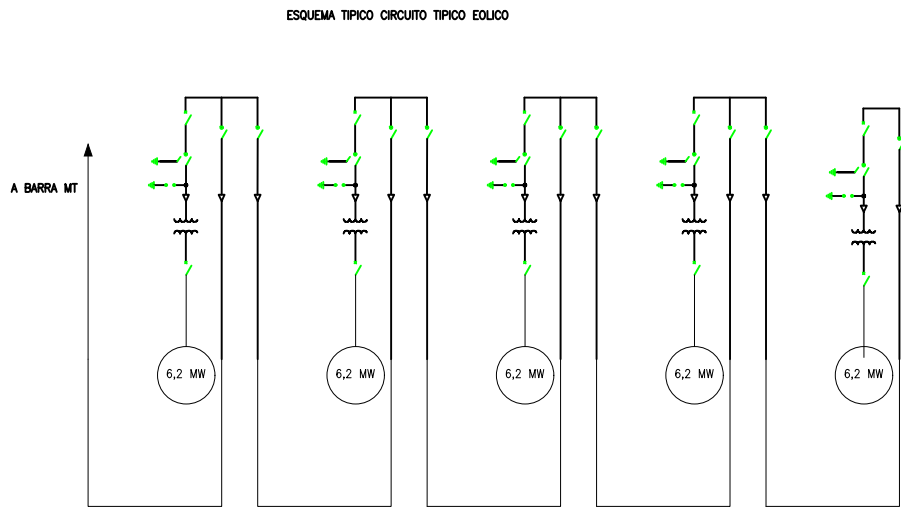 ESQUEMA TIPICO CIRCUITO TIPICO EOLICO
A BARRA MT
6,2 MW
6,2 MW
6,2 MW
6,2 MW
6,2 MW